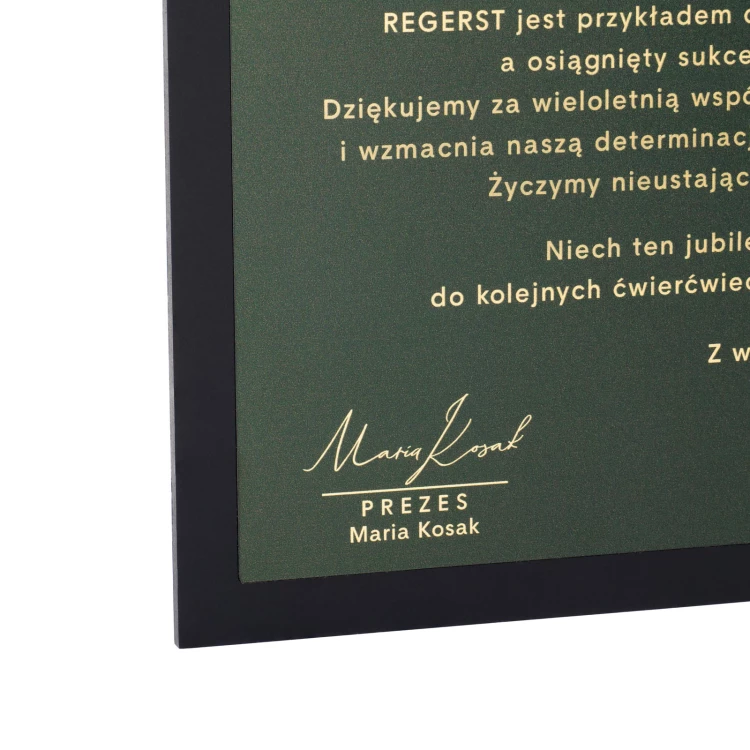 REGERST jest przykładem
a osiągnięty sukce
Dziękujemy za wieloletnią wspó
i wzmacnia naszą determinac
Życzymy nieustając
Niech ten jubile
do kolejnych ćwierćwiec
Z w
Maria Kosak
PREZES
Maria Kosak